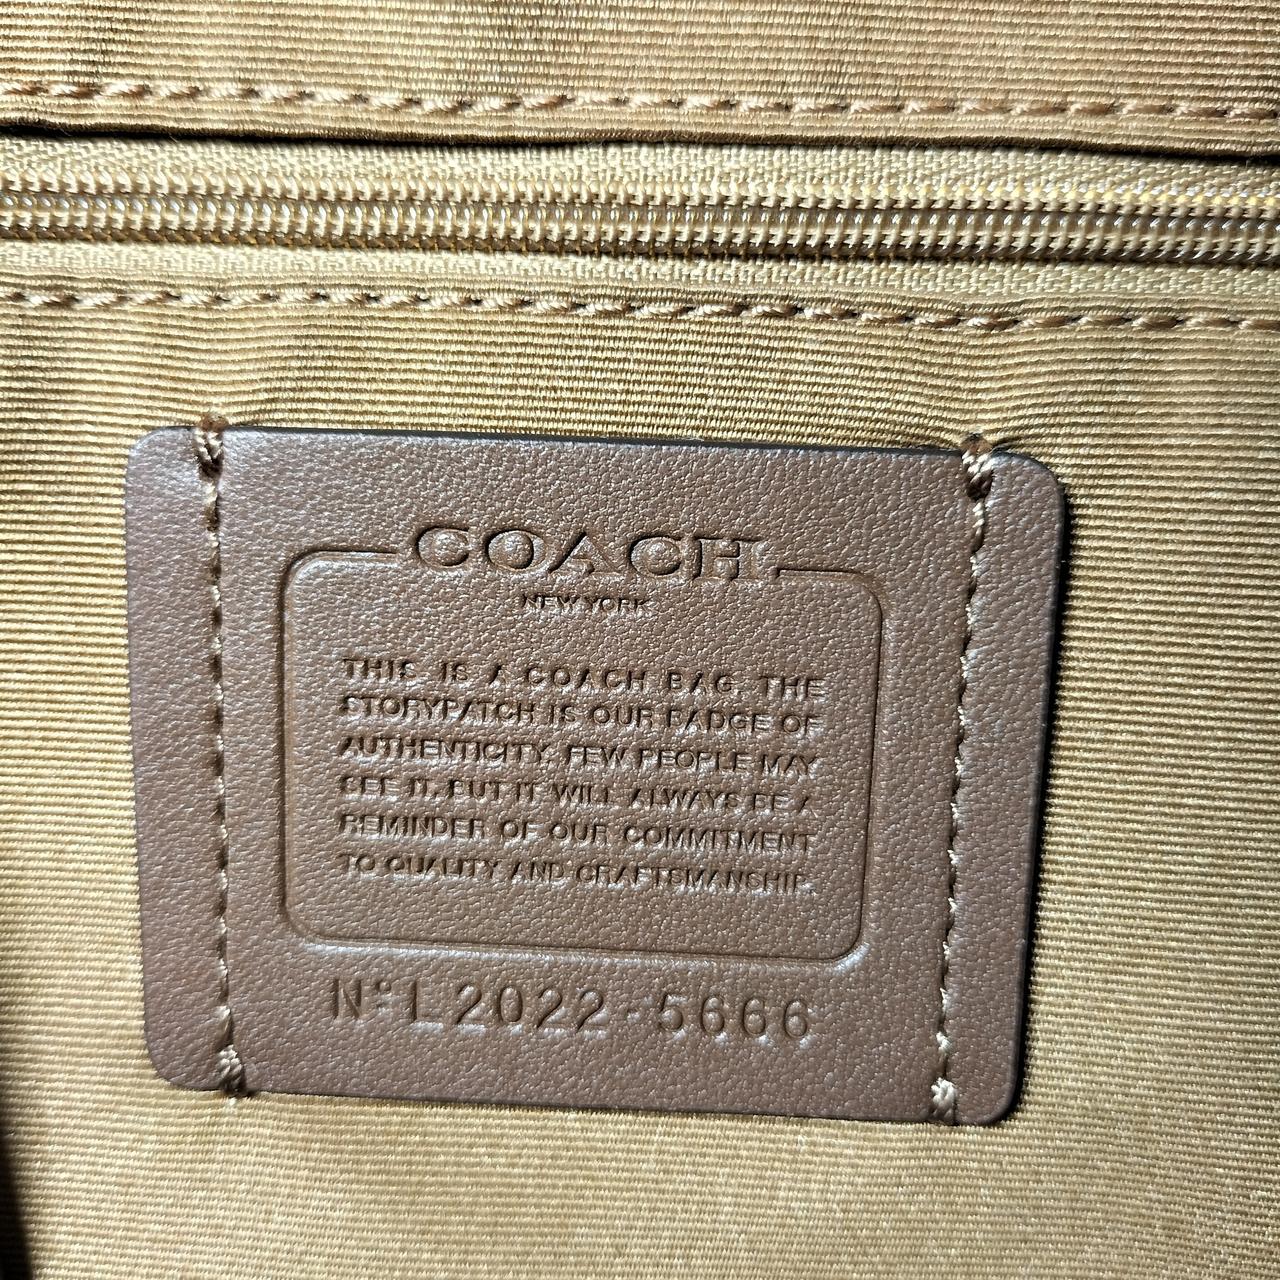 COACH
NEW YORK
THIS IS A COACH BAG. THE
STORYPATCH IS OUR BADGE OF
AUTHENTICITY. FEW PEOPLE MAY
SEE IT, BUT IT WILL ALWAYS BE A
REMINDER OF OUR COMMITMENT
TO QUALITY AND CRAFTSMANSHIP.
Nº L2022-5666